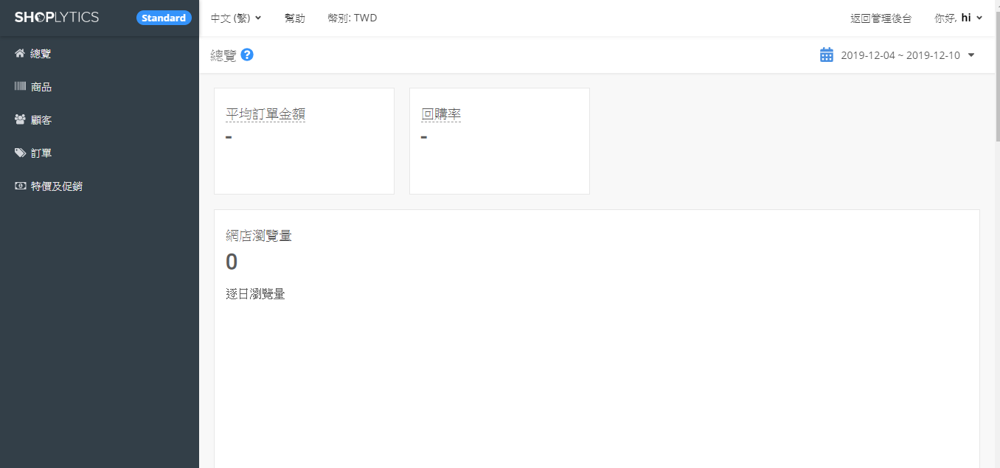 SHOPLYTICS Standard 中文 (繁) 幫助 幣別: TWD 返回管理後台 你好, hi
總覽 總覽 ? 2019-12-04 ~ 2019-12-10
商品
顧客
訂單
特價及促銷
平均訂單金額 回購率
- -
網店瀏覽量
0
逐日瀏覽量